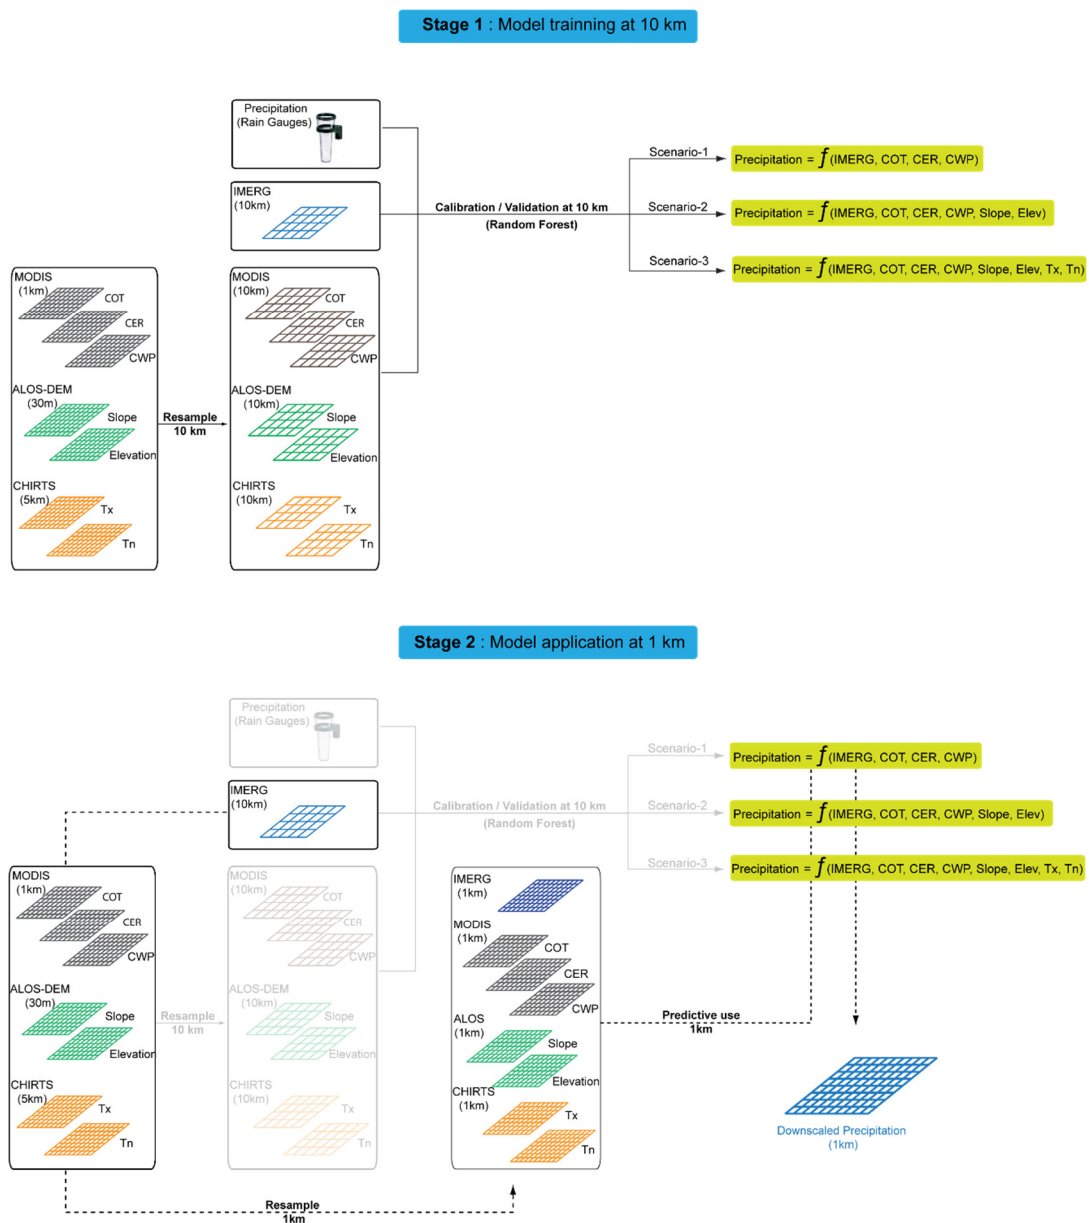 Stage 1 : Model trainning at 10 km
Precipitation
(Rain Gauges)
IMERG
(10km)
Calibration / Validation at 10 km
(Random Forest)
Scenario-1
Precipitation = f(IMERG, COT, CER, CWP)
Scenario-2
Precipitation = f(IMERG, COT, CER, CWP, Slope, Elev)
Scenario-3
Precipitation = f(IMERG, COT, CER, CWP, Slope, Elev, Tx, Tn)
MODIS
(1km)
COT
CER
CWP
ALOS-DEM
(30m)
Slope
Elevation
CHIRTS
(5km)
Tx
Tn
Resample
10 km
MODIS
(10km)
COT
CER
CWP
ALOS-DEM
(10km)
Slope
Elevation
CHIRTS
(10km)
Tx
Tn
Stage 2 : Model application at 1 km
Precipitation
(Rain Gauges)
IMERG
(10km)
Calibration / Validation at 10 km
(Random Forest)
Scenario-1
Precipitation = f(IMERG, COT, CER, CWP)
Scenario-2
Precipitation = f(IMERG, COT, CER, CWP, Slope, Elev)
Scenario-3
Precipitation = f(IMERG, COT, CER, CWP, Slope, Elev, Tx, Tn)
MODIS
(1km)
COT
CER
CWP
ALOS-DEM
(30m)
Slope
Elevation
CHIRTS
(5km)
Tx
Tn
Resample
10 km
MODIS
(10km)
COT
CER
CWP
ALOS-DEM
(10km)
Slope
Elevation
CHIRTS
(10km)
Tx
Tn
IMERG
(1km)
MODIS
(1km)
COT
CER
CWP
ALOS
(1km)
Slope
Elevation
CHIRTS
(1km)
Tx
Tn
Predictive use
1km
Downscaled Precipitation
(1km)
Resample
1km